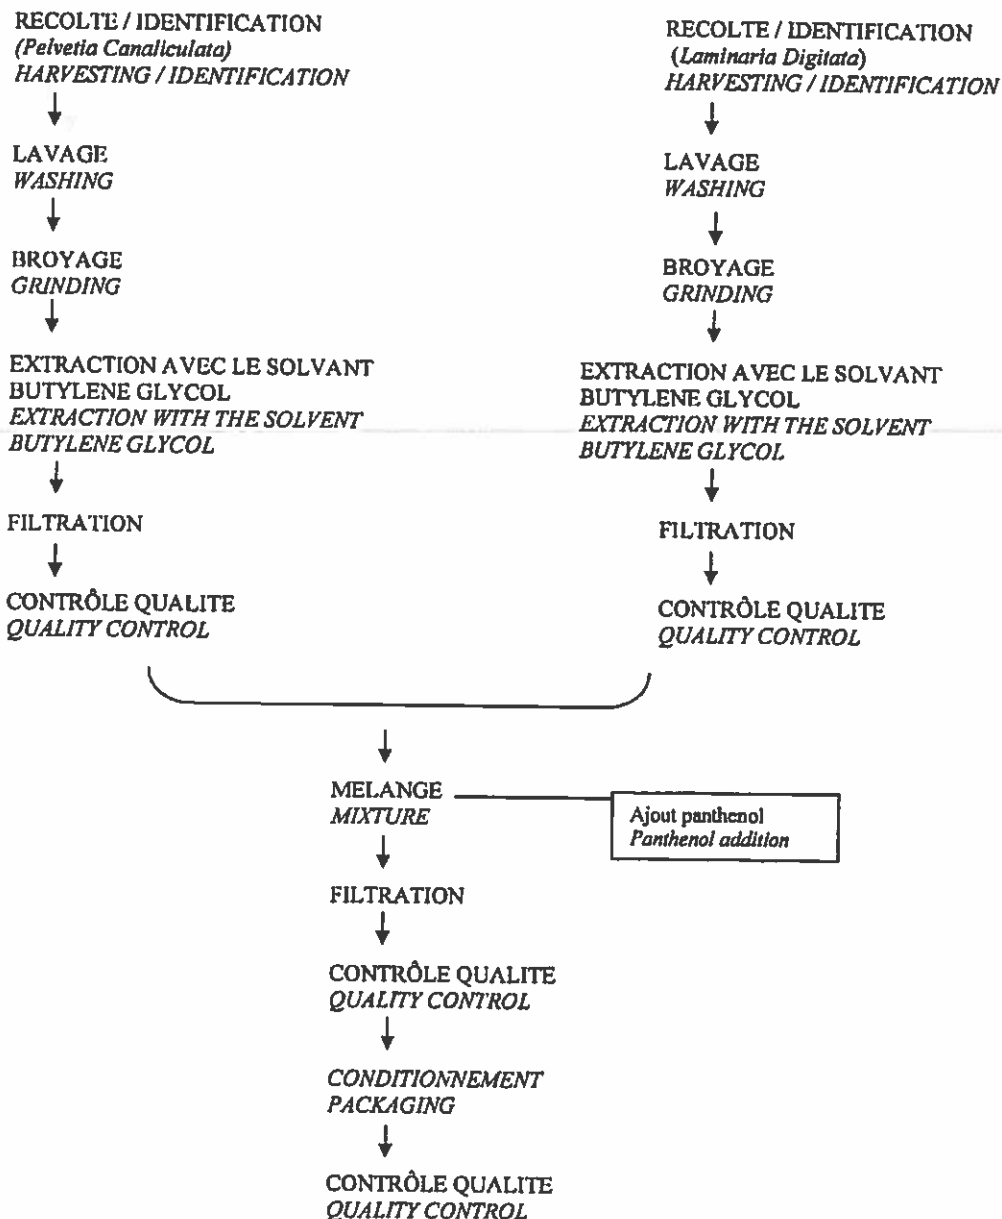 RECOLTE / IDENTIFICATION
(Pelvetia Canaliculata)
HARVESTING / IDENTIFICATION
LAVAGE
WASHING
BROYAGE
GRINDING
EXTRACTION AVEC LE SOLVANT
BUTYLENE GLYCOL
EXTRACTION WITH THE SOLVENT
BUTYLENE GLYCOL
FILTRATION
CONTRÔLE QUALITE
QUALITY CONTROL
RECOLTE / IDENTIFICATION
(Laminaria Digitata)
HARVESTING / IDENTIFICATION
LAVAGE
WASHING
BROYAGE
GRINDING
EXTRACTION AVEC LE SOLVANT
BUTYLENE GLYCOL
EXTRACTION WITH THE SOLVENT
BUTYLENE GLYCOL
FILTRATION
CONTRÔLE QUALITE
QUALITY CONTROL
MELANGE
MIXTURE
Ajout panthenol
Panthenol addition
FILTRATION
CONTRÔLE QUALITE
QUALITY CONTROL
CONDITIONNEMENT
PACKAGING
CONTRÔLE QUALITE
QUALITY CONTROL